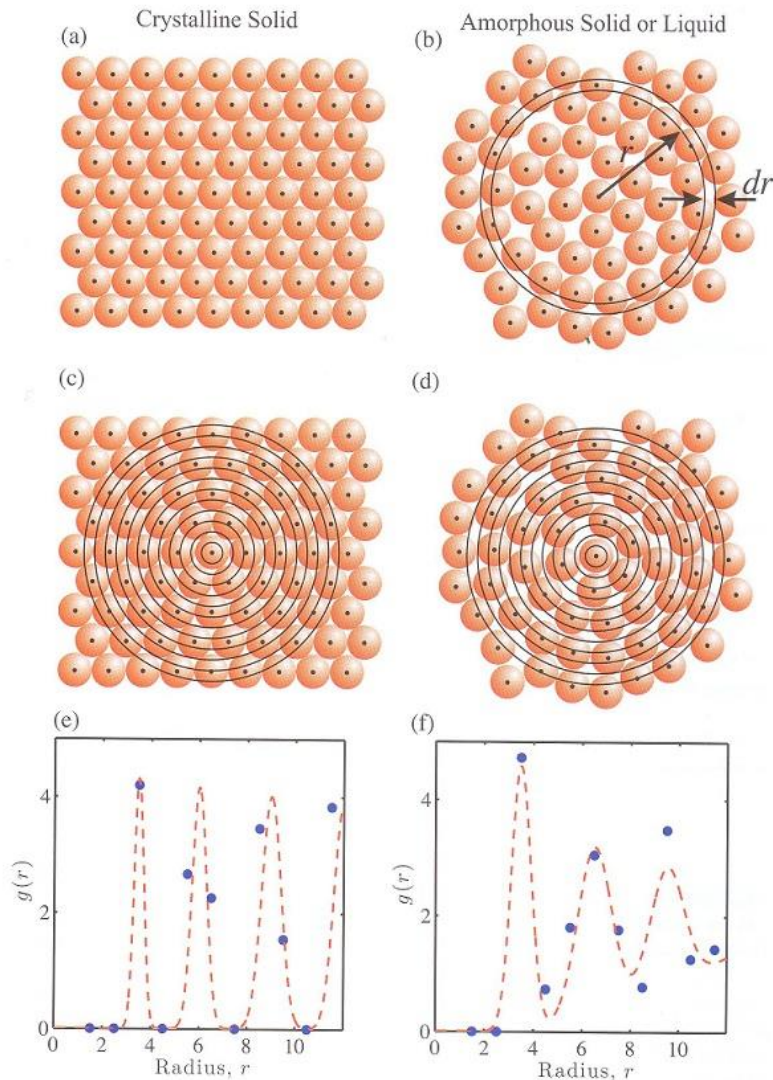 Crystalline Solid
Amorphous Solid or Liquid
(a)
(b)
r
dr
(c)
(d)
(e)
(f)
4
2
0
g(r)
0 2 4 6 8 10
Radius, r
4
2
0
g(r)
0 2 4 6 8 10
Radius, r